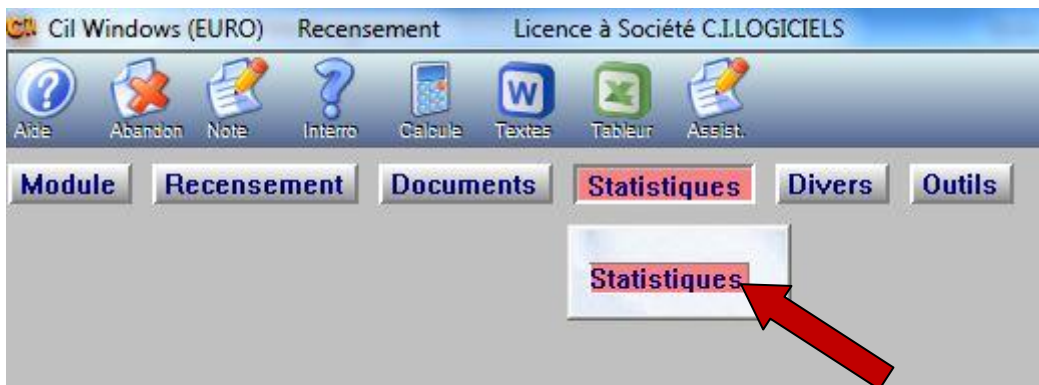 Cil Cil Windows (EURO) Recensement Licence à Société C.I.LOGICIELS
Aide Abandon Note Interro Calcule Textes Tableur Assist.
Module Recensement Documents Statistiques Divers Outils
Statistiques